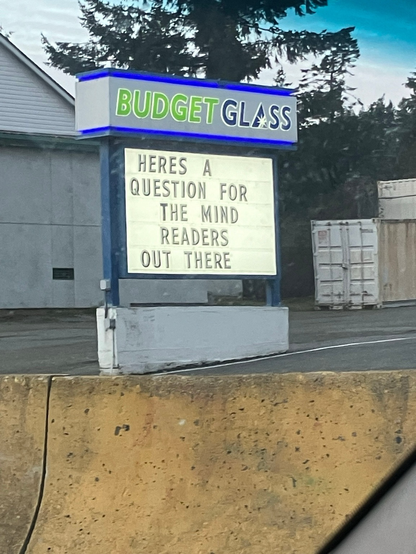 BUDGET GLASS
HERES A
QUESTION FOR
THE MIND
READERS
OUT THERE